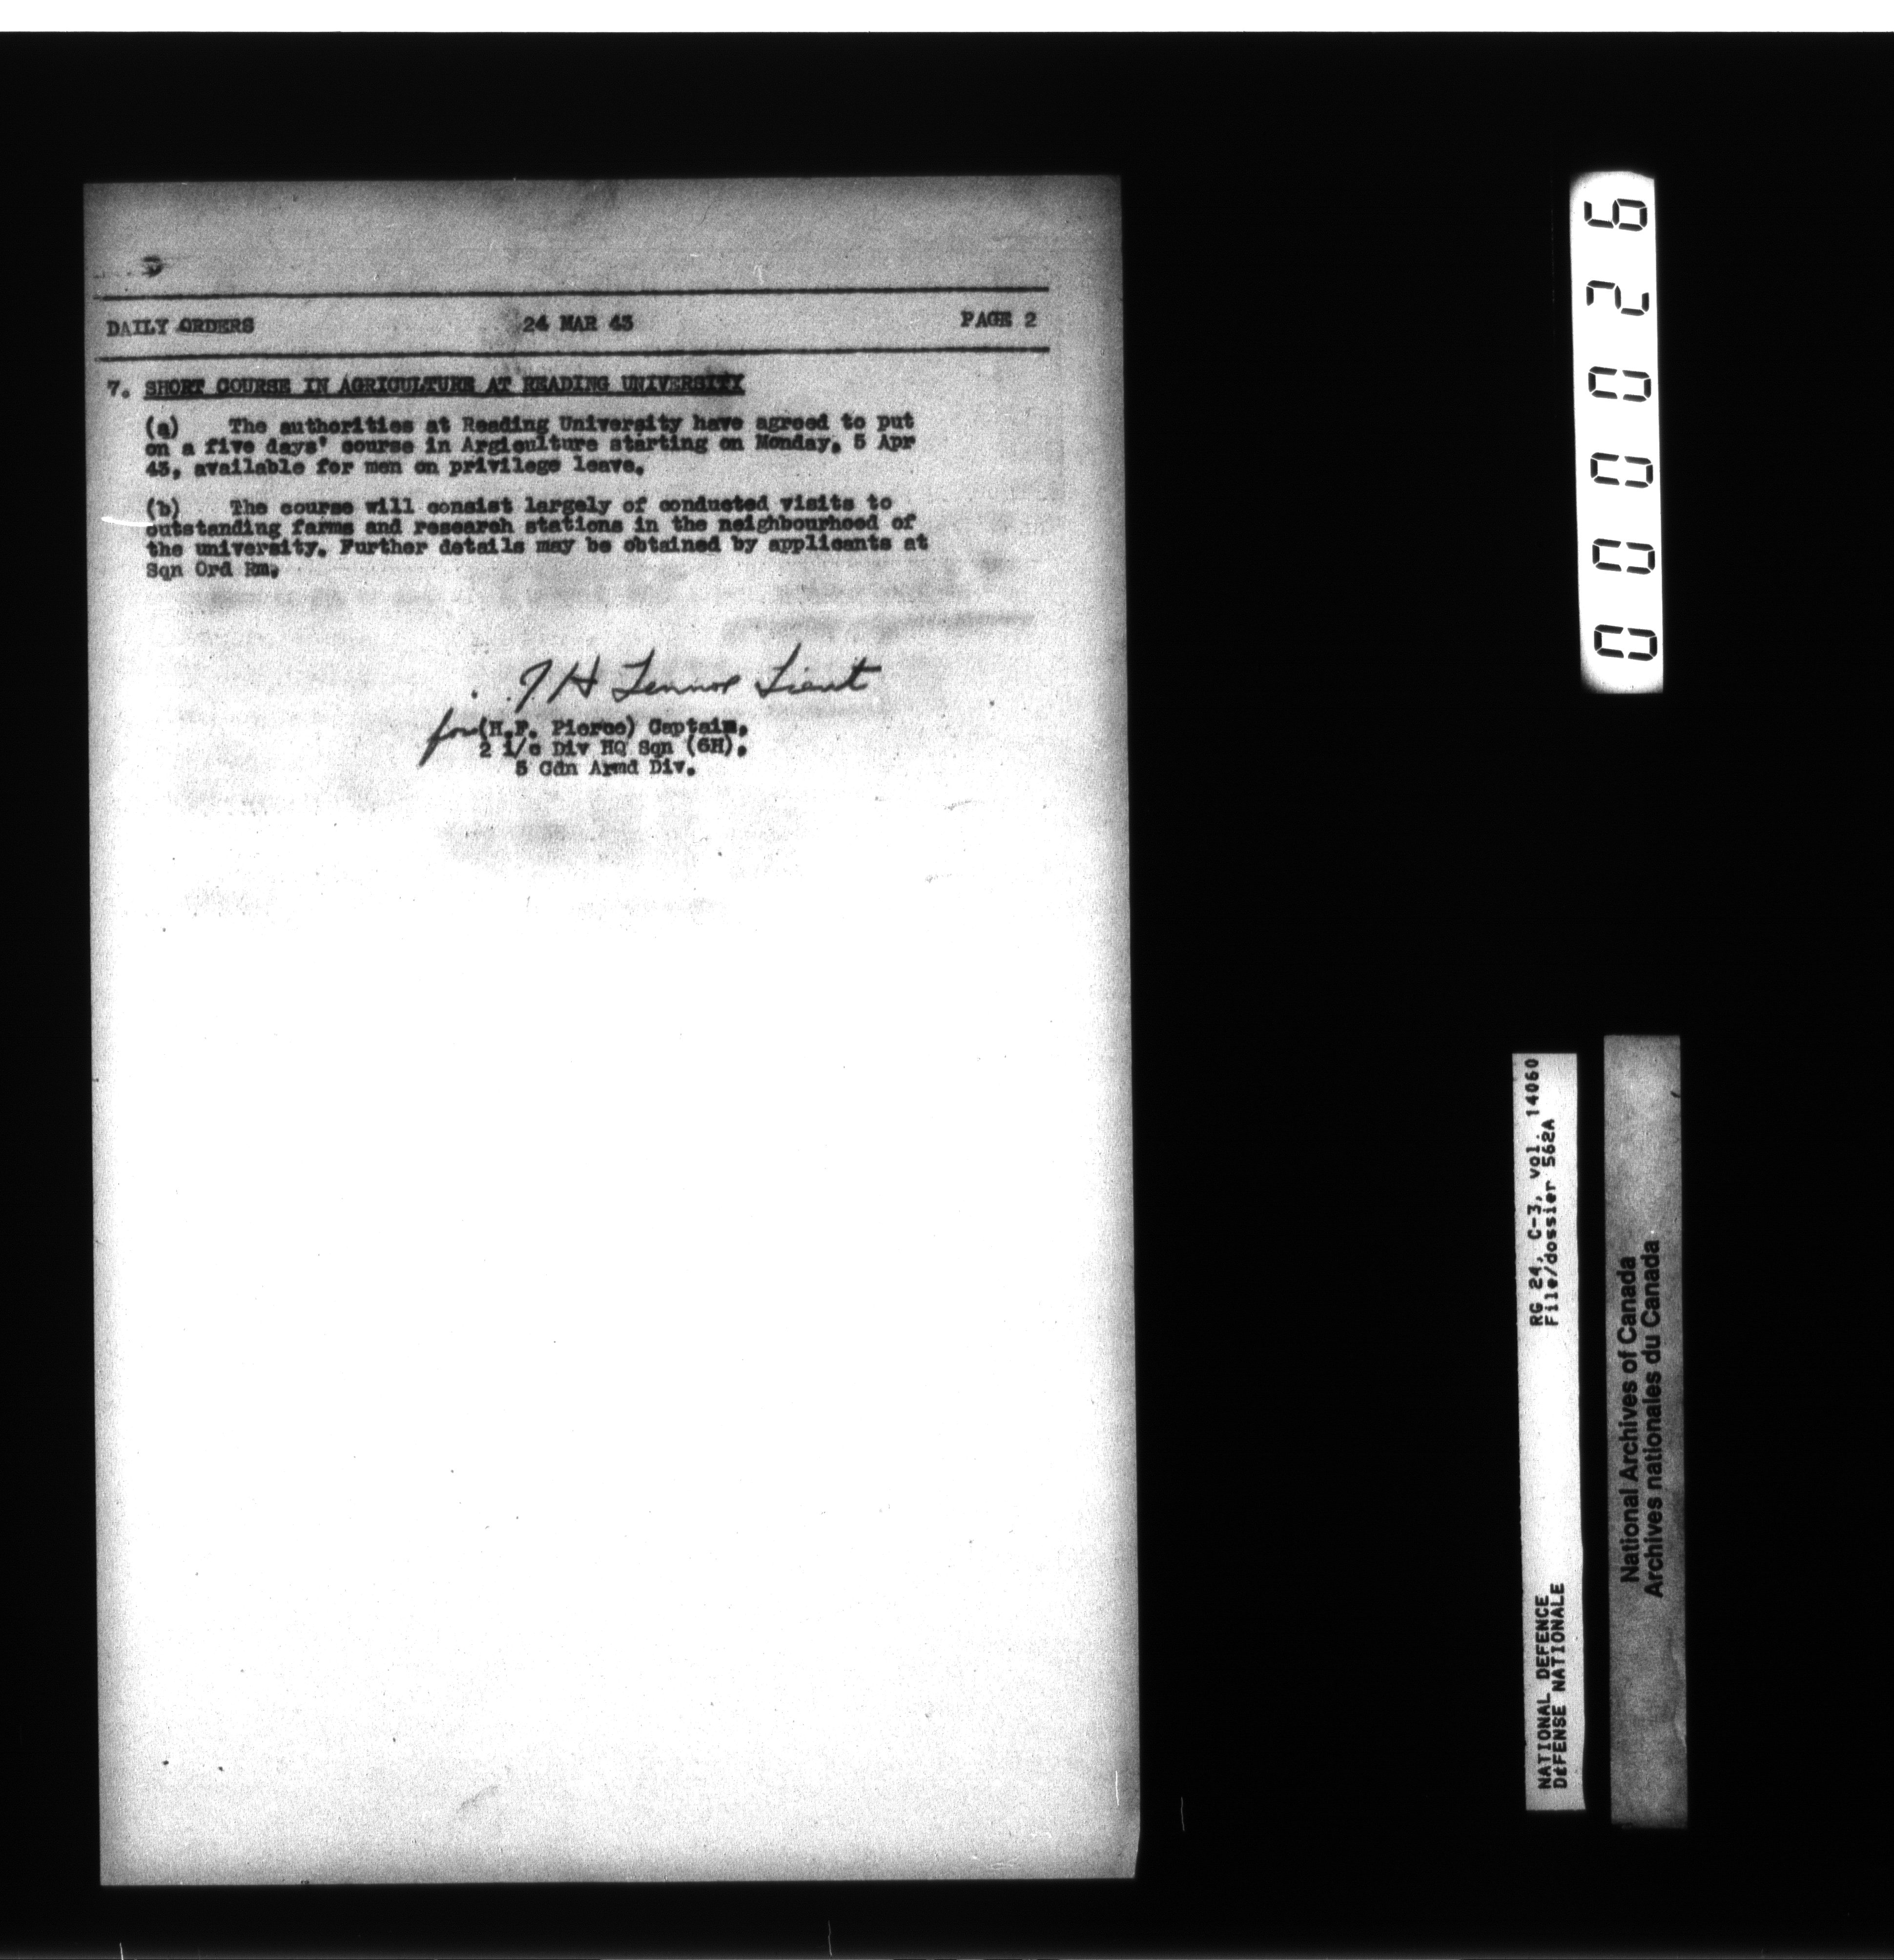 DAILY ORDERS 24 MAR 43 PAGE 2
7. SHORT COURSE IN AGRICULTURE AT READING UNIVERSITY
(a) The authorities at Reading University have agreed to put
on a five days' course in Argiculture starting on Monday, 5 Apr
43, available for men on privilege leave.
(b) The course will consist largely of conducted visits to
outstanding farms and research stations in the neighbourhood of
the university. Further details may be obtained by applicants at
Sqn Ord Rm.
H Lennox Lieut
for (H.F. Pierce) Captain,
2 i/c Div HQ Sqn (GH),
5 Cdn Armd Div.
000026
RG 24, C-3, vol. 14060
File/dossier 562A
NATIONAL DEFENCE
DÉFENSE NATIONALE
National Archives of Canada
Archives nationales du Canada